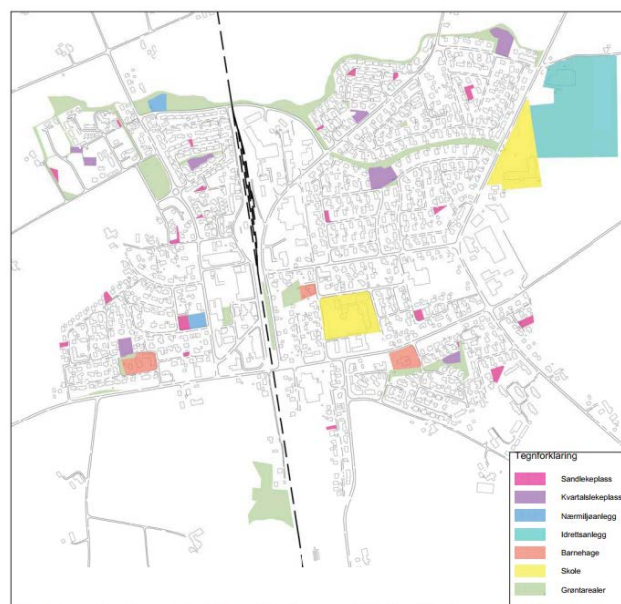 Tegnforklaring
Sandlekeplass
Kvartalslekeplass
Nærmiljøanlegg
Idrettsanlegg
Barnehage
Skole
Grøntarealer